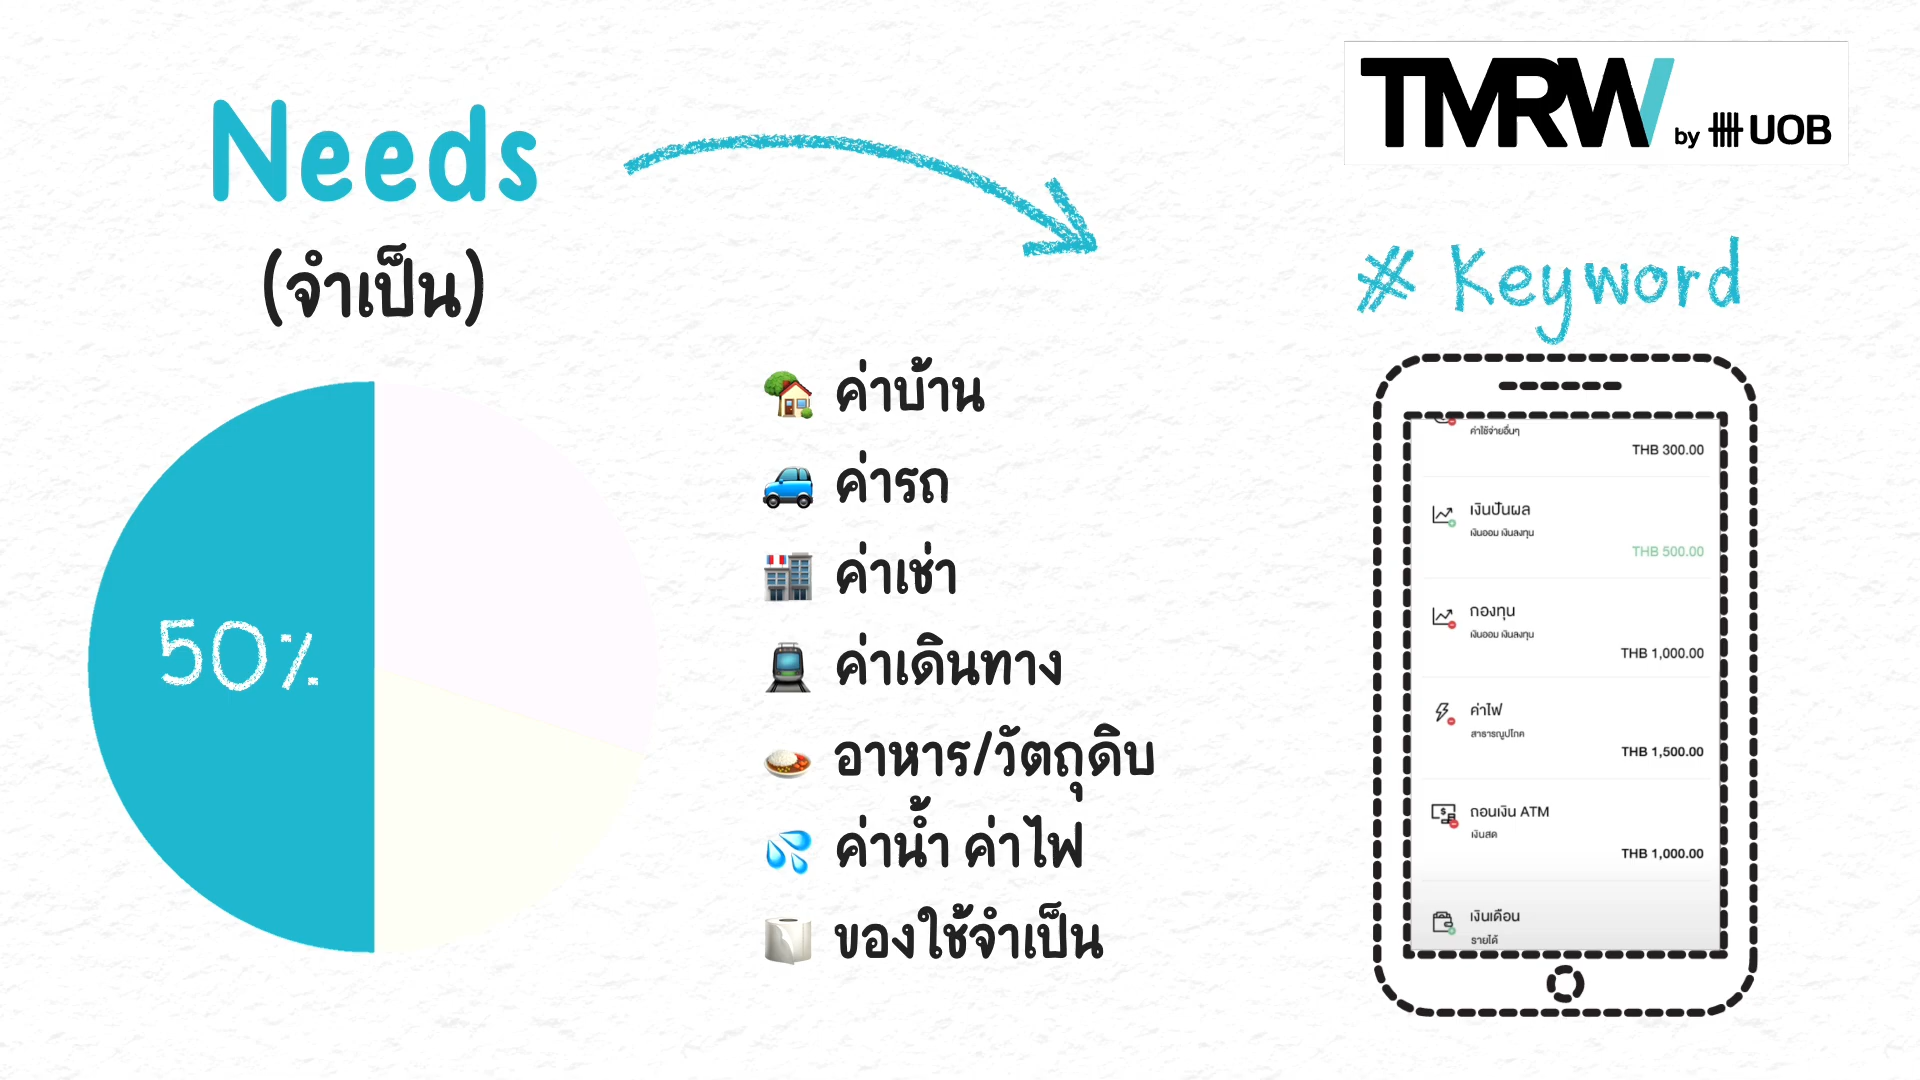 Needs
(จำเป็น)
50%
ค่าบ้าน
ค่ารถ
ค่าเช่า
ค่าเดินทาง
อาหาร/วัตถุดิบ
ค่าน้ำ ค่าไฟ
ของใช้จำเป็น
TMRW by UOB
# Keyword
ค่าใช้จ่ายอื่นๆ
THB 300.00
เงินปันผล
เงินออม เงินลงทุน
THB 500.00
กองทุน
เงินออม เงินลงทุน
THB 1,000.00
ค่าไฟ
สาธารณูปโภค
THB 1,500.00
ถอนเงิน ATM
เงินสด
THB 1,000.00
เงินเดือน
รายได้